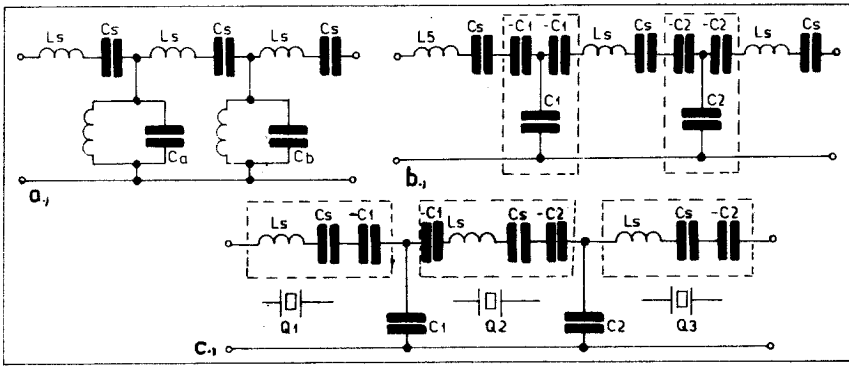 Ls Cs Ls Cs Ls Cs
Ca Cb
a.,
L5 Cs -C1 -C1 Ls Cs -C2 -C2 Ls Cs
C1 C2
b.,
Ls Cs -C1 -C1 Ls Cs -C2 Ls Cs -C2
Q1 C1 Q2 C2 Q3
c.,